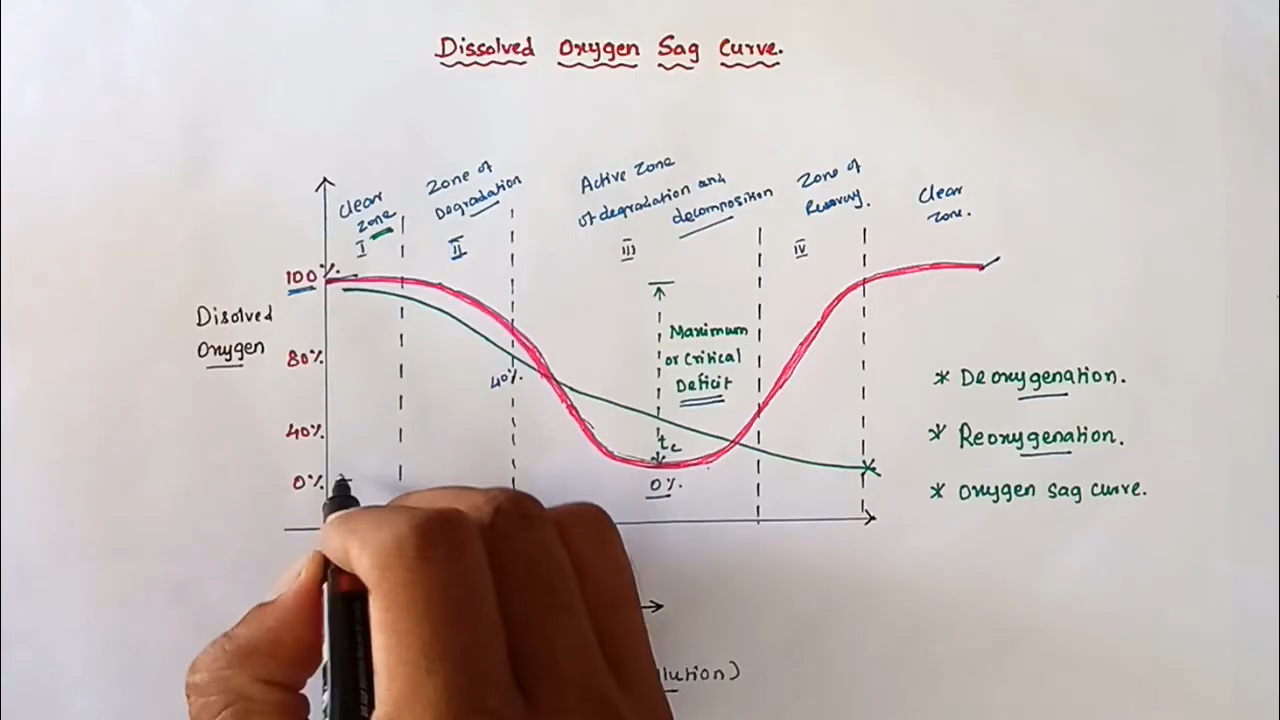 Dissolved Oxygen Sag Curve.
Clear
zone
I
Zone of
Degradation
II
Active Zone
of degradation and
decomposition
III
Zone of
IV
Clear
Zone.
100%
Disolved
Oxygen
80%
40%
0%
40%
Maximum
or Critical
Deficit
tc
0%.
* Deoxygenation.
* Reoxygenation.
* Oxygen Sag Curve.